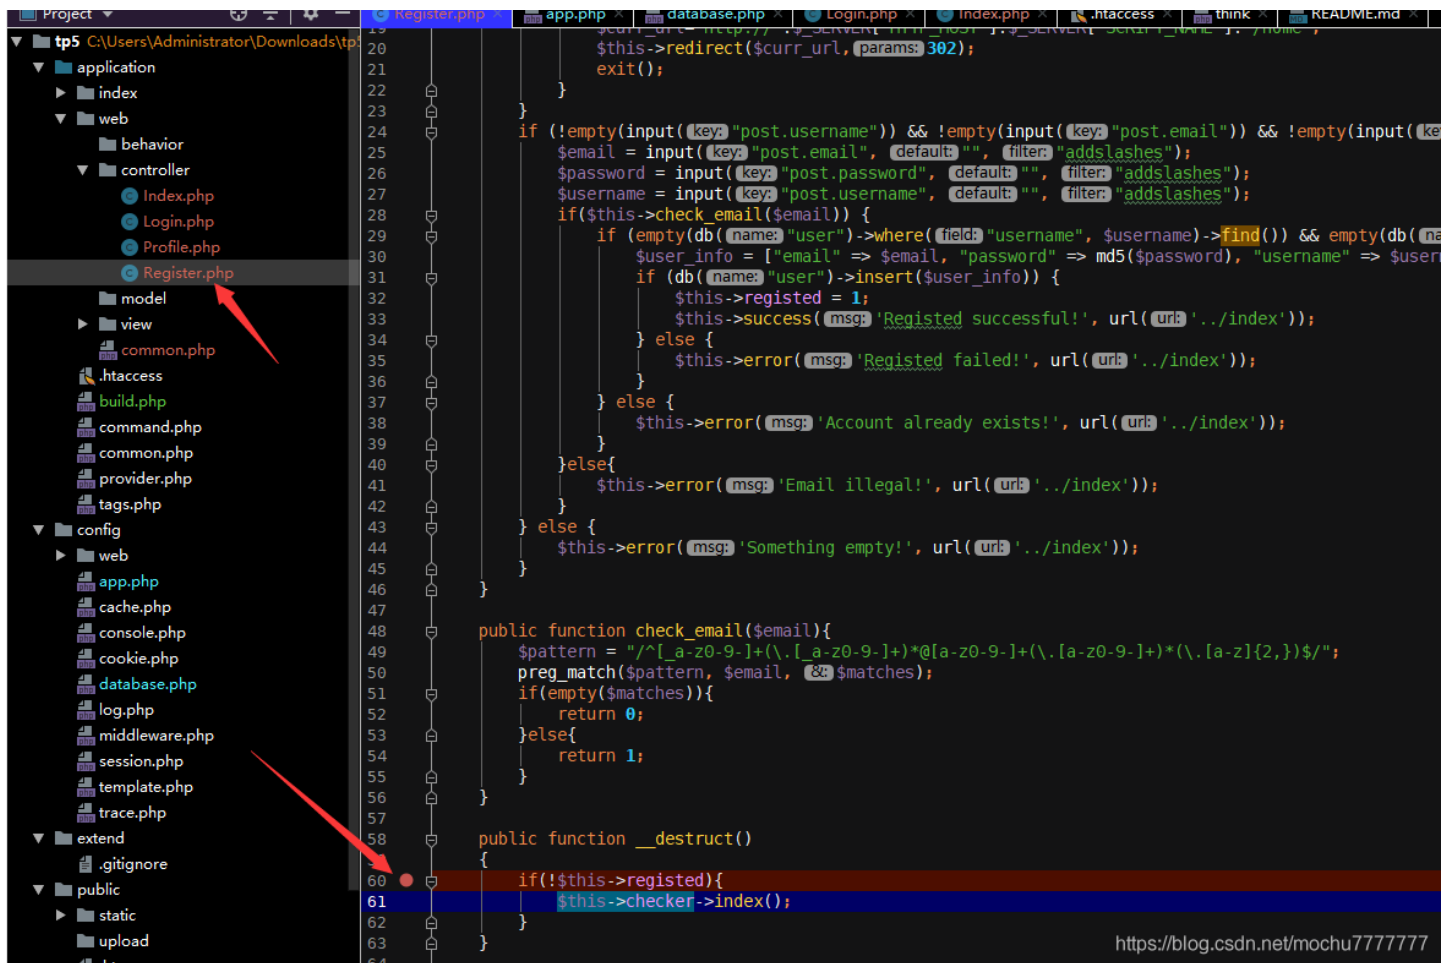 Project
tp5 C:\Users\Administrator\Downloads\tp5
application
index
web
behavior
controller
Index.php
Login.php
Profile.php
Register.php
model
view
common.php
.htaccess
build.php
command.php
common.php
provider.php
tags.php
config
web
app.php
cache.php
console.php
cookie.php
database.php
log.php
middleware.php
session.php
template.php
trace.php
extend
.gitignore
public
static
upload
Register.php × app.php × database.php × Login.php × Index.php × .htaccess × think × README.md ×
19 $curr_url= http:// .$_SERVER[ HTTP_HOST ].$_SERVER[ SCRIPT_NAME ]. /home ;
20 $this->redirect($curr_url, params: 302);
21 exit();
22 }
23 }
24 if (!empty(input( key: "post.username")) && !empty(input( key: "post.email")) && !empty(input( ke
25 $email = input( key: "post.email", default: "", filter: "addslashes");
26 $password = input( key: "post.password", default: "", filter: "addslashes");
27 $username = input( key: "post.username", default: "", filter: "addslashes");
28 if($this->check_email($email)) {
29 if (empty(db( name: "user")->where( field: "username", $username)->find()) && empty(db( na
30 $user_info = ["email" => $email, "password" => md5($password), "username" => $usern
31 if (db( name: "user")->insert($user_info)) {
32 $this->registed = 1;
33 $this->success( msg: 'Registed successful!', url( url: '../index'));
34 } else {
35 $this->error( msg: 'Registed failed!', url( url: '../index'));
36 }
37 } else {
38 $this->error( msg: 'Account already exists!', url( url: '../index'));
39 }
40 }else{
41 $this->error( msg: 'Email illegal!', url( url: '../index'));
42 }
43 } else {
44 $this->error( msg: 'Something empty!', url( url: '../index'));
45 }
46 }
47
48 public function check_email($email){
49 $pattern = "/^[_a-z0-9-]+(\.[_a-z0-9-]+)*@[a-z0-9-]+(\.[a-z0-9-]+)*(\.[a-z]{2,})$/";
50 preg_match($pattern, $email, &: $matches);
51 if(empty($matches)){
52 return 0;
53 }else{
54 return 1;
55 }
56 }
57
58 public function __destruct()
{
60 if(!$this->registed){
61 $this->checker->index();
62 }
63 }
64
https://blog.csdn.net/mochu7777777